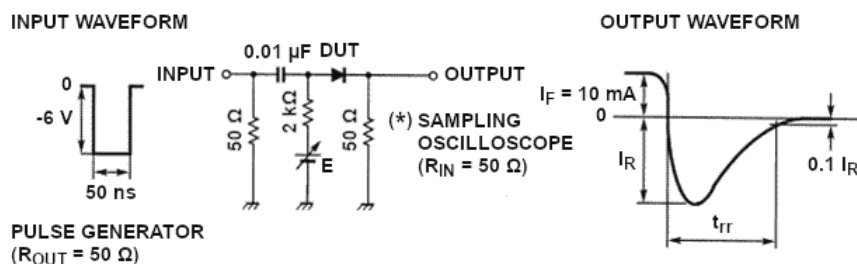 INPUT WAVEFORM
0
-6 V
50 ns
PULSE GENERATOR
(ROUT = 50 Ω)
0.01 µF DUT
INPUT
OUTPUT
50 Ω
2 kΩ
E
50 Ω
(*) SAMPLING
OSCILLOSCOPE
(RIN = 50 Ω)
OUTPUT WAVEFORM
IF = 10 mA
0
IR
0.1 IR
trr